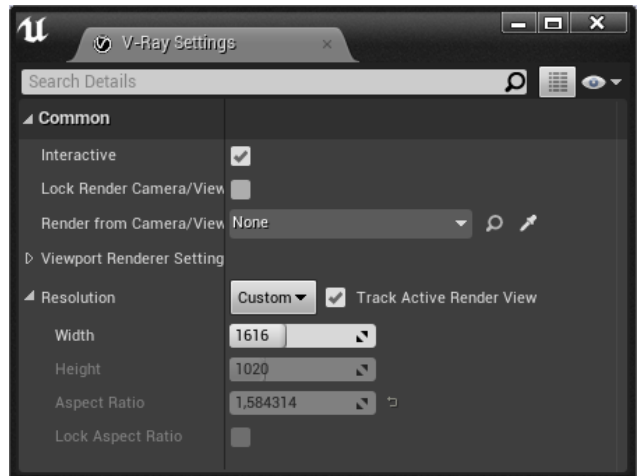 V-Ray Settings
Search Details
Common
Interactive
Lock Render Camera/View
Render from Camera/View None
Viewport Renderer Setting
Resolution Custom Track Active Render View
Width 1616
Height 1020
Aspect Ratio 1,584314
Lock Aspect Ratio